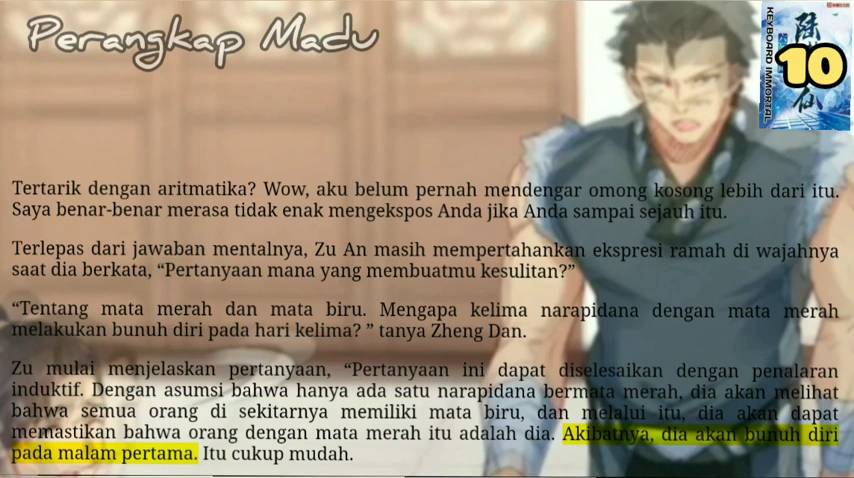 Perangkap Madu
KEYBOARD IMMORTAL
10
Tertarik dengan aritmatika? Wow, aku belum pernah mendengar omong kosong lebih dari itu.
Saya benar-benar merasa tidak enak mengekspos Anda jika Anda sampai sejauh itu.
Terlepas dari jawaban mentalnya, Zu An masih mempertahankan ekspresi ramah di wajahnya
saat dia berkata, “Pertanyaan mana yang membuatmu kesulitan?”
“Tentang mata merah dan mata biru. Mengapa kelima narapidana dengan mata merah
melakukan bunuh diri pada hari kelima? ” tanya Zheng Dan.
Zu mulai menjelaskan pertanyaan, “Pertanyaan ini dapat diselesaikan dengan penalaran
induktif. Dengan asumsi bahwa hanya ada satu narapidana bermata merah, dia akan melihat
bahwa semua orang di sekitarnya memiliki mata biru, dan melalui itu, dia akan dapat
memastikan bahwa orang dengan mata merah itu adalah dia. Akibatnya, dia akan bunuh diri
pada malam pertama. Itu cukup mudah.